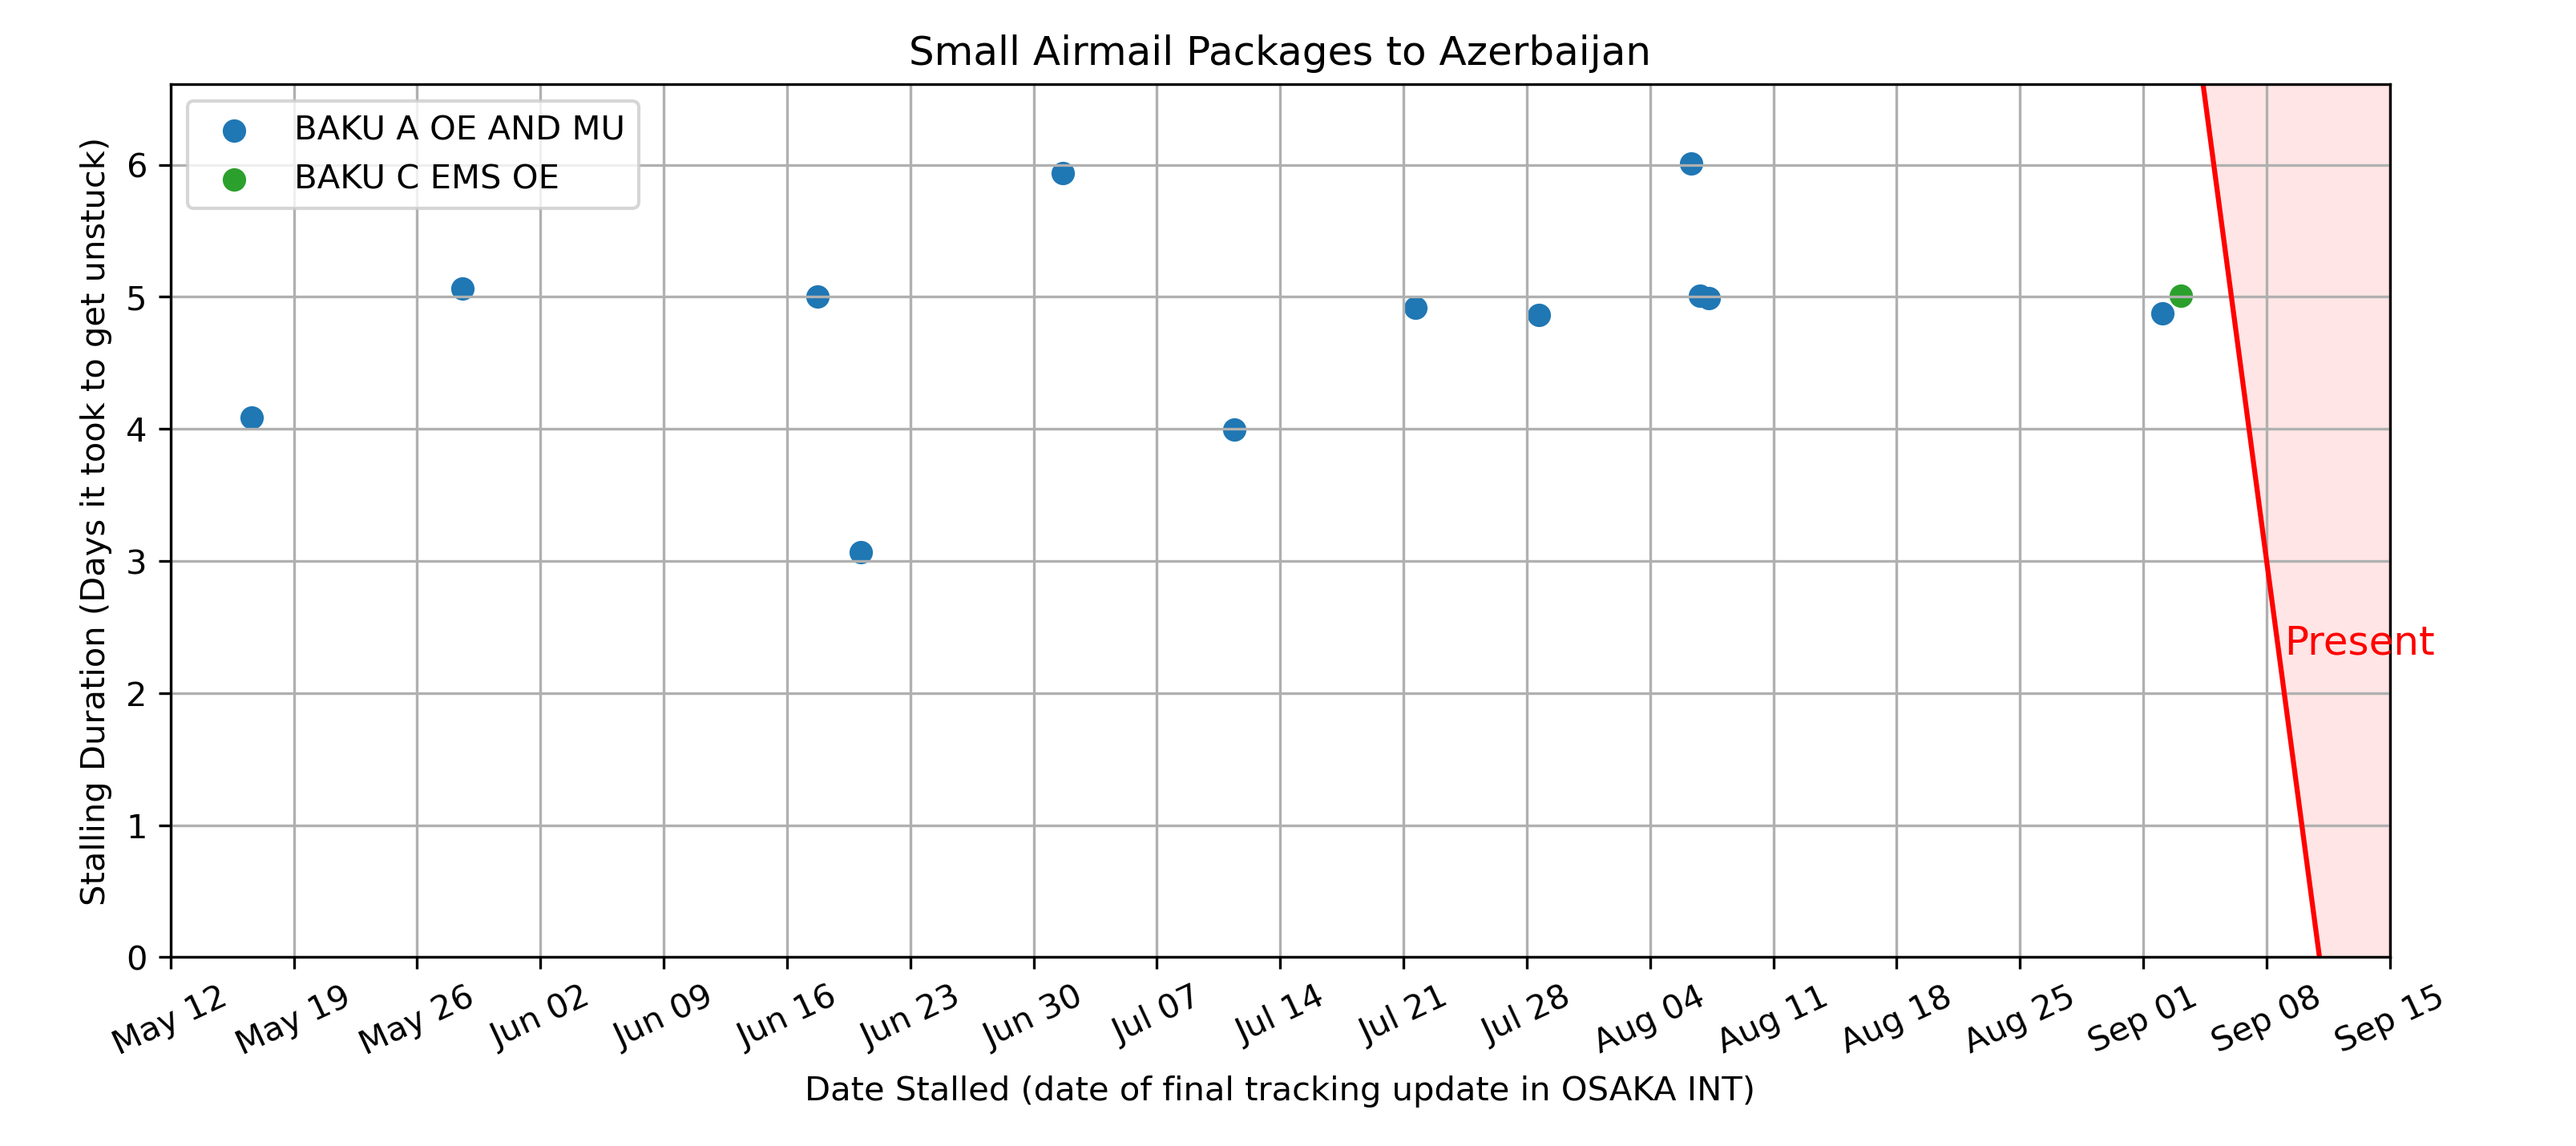 Small Airmail Packages to Azerbaijan
BAKU A OE AND MU
BAKU C EMS OE
Stalling Duration (Days it took to get unstuck)
6
5
4
3
2
1
0
Present
May 12
May 19
May 26
Jun 02
Jun 09
Jun 16
Jun 23
Jun 30
Jul 07
Jul 14
Jul 21
Jul 28
Aug 04
Aug 11
Aug 18
Aug 25
Sep 01
Sep 08
Sep 15
Date Stalled (date of final tracking update in OSAKA INT)